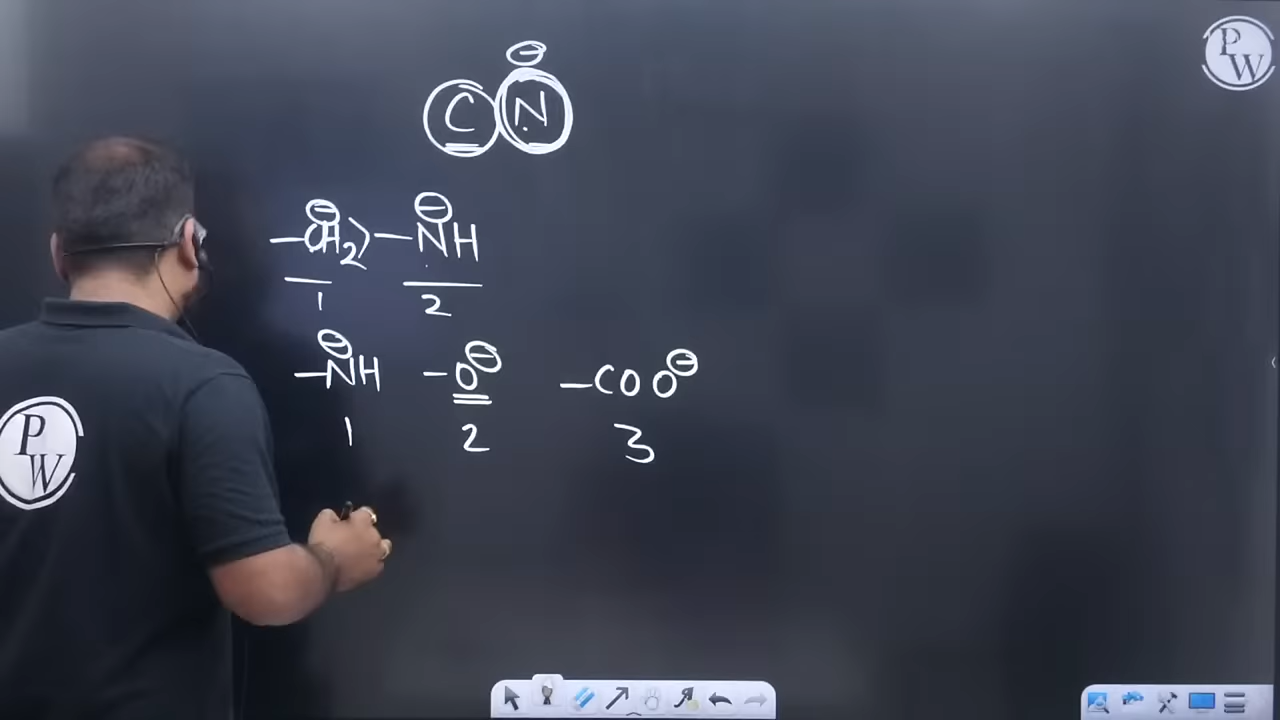 PW
⊖
C N
⊖ ⊖
–CH2> –NH
1 2
⊖ ⊖ ⊖
–NH –O –COO
1 2 3
PW